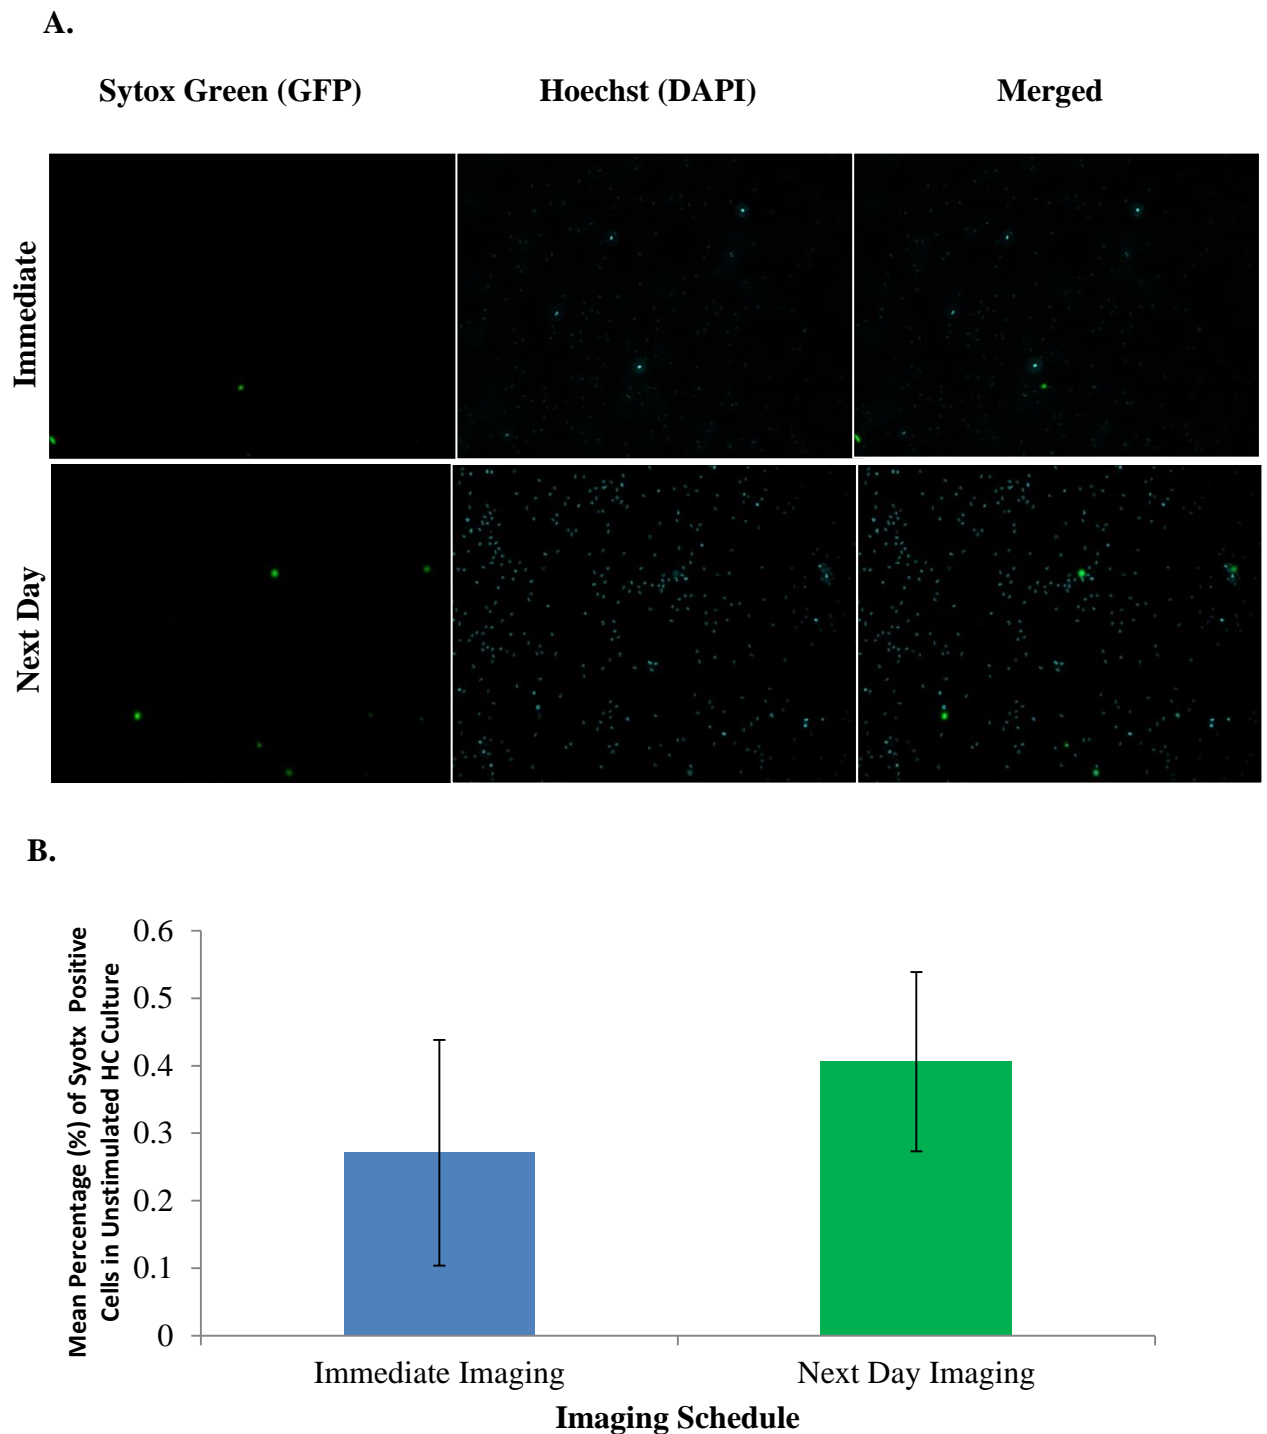 A.
Sytox Green (GFP) Hoechst (DAPI) Merged
Immediate
Next Day
B.
Mean Percentage (%) of Syotx Positive
Cells in Unstimulated HC Culture
0.6
0.5
0.4
0.3
0.2
0.1
0
Immediate Imaging Next Day Imaging
Imaging Schedule